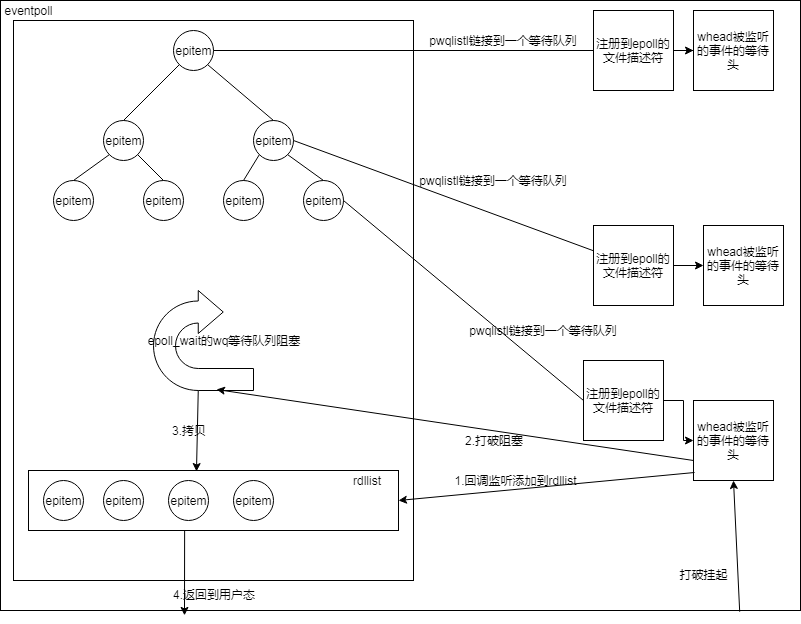 eventpoll
epitem
pwqlistl链接到一个等待队列
注册到epoll的
文件描述符
whead被监听
的事件的等待
头
epitem
epitem
pwqlistl链接到一个等待队列
epitem
epitem
epitem
epitem
注册到epoll的
文件描述符
whead被监听
的事件的等待
头
epoll_wait的wq等待队列阻塞
pwqlistl链接到一个等待队列
注册到epoll的
文件描述符
whead被监听
的事件的等待
头
3.拷贝
2.打破阻塞
1.回调监听添加到rdllist
rdllist
epitem
epitem
epitem
epitem
打破挂起
4.返回到用户态